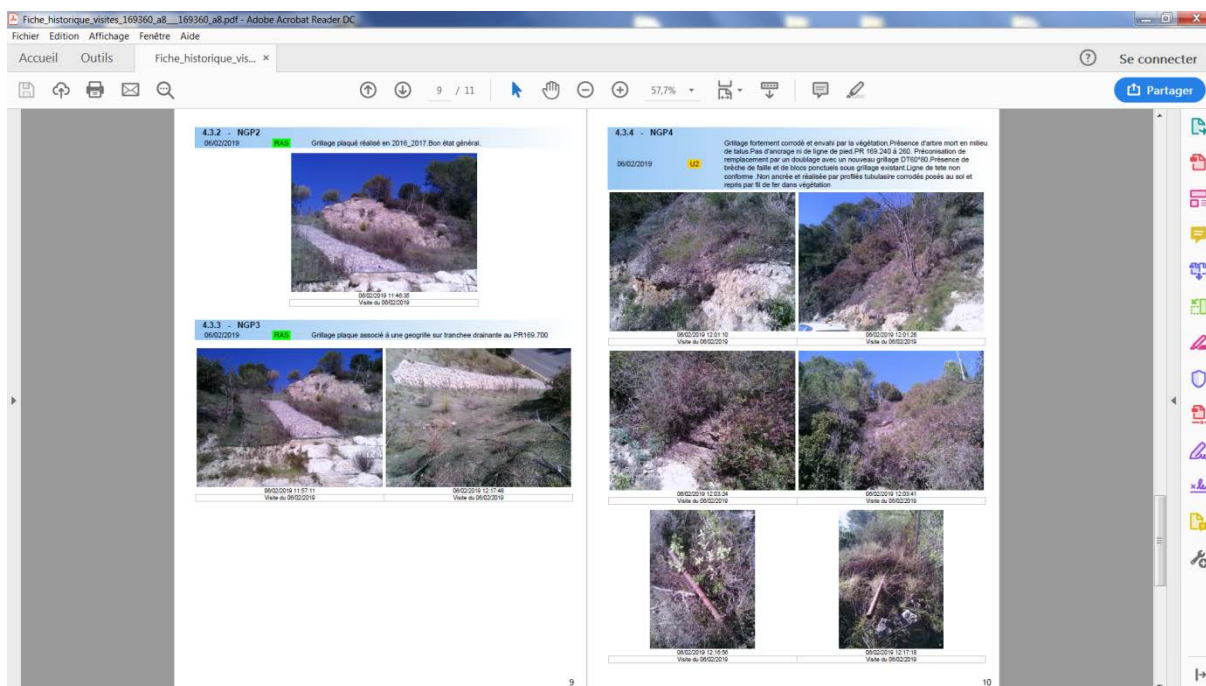 Fiche_historique_visites_169360_a8__169360_a8.pdf - Adobe Acrobat Reader DC
Fichier Edition Affichage Fenêtre Aide
Accueil Outils Fiche_historique_vis... × ? Se connecter
9 / 11 57,7% Partager
4.3.2 - NGP2
06/02/2019 RAS Grillage plaqué réalisé en 2016_2017.Bon état général.
06/02/2019 11:46:36
Visite du 06/02/2019
4.3.3 - NGP3
06/02/2019 RAS Grillage plaque associé à une geogrille sur tranchee drainante au PR169.700
06/02/2019 11:57:11 06/02/2019 12:17:48
Visite du 06/02/2019 Visite du 06/02/2019
9
4.3.4 - NGP4
06/02/2019 U2
Grillage fortement corrodé et envahi par la végétation.Présence d'arbre mort en milieu
de talus.Pas d'ancrage ni de ligne de pied.PR 169.240 à 260. Préconisation de
remplacement par un doublage avec un nouveau grillage DT60*80.Présence de
brèche de faille et de blocs ponctuels sous grillage existant.Ligne de tete non
conforme .Non ancrée et réalisée par profilés tubulasire corrodés posés au sol et
repris par fil de fer dans végétation
06/02/2019 12:01:10 06/02/2019 12:01:26
Visite du 06/02/2019 Visite du 06/02/2019
06/02/2019 12:03:24 06/02/2019 12:03:41
Visite du 06/02/2019 Visite du 06/02/2019
06/02/2019 12:16:56 06/02/2019 12:17:18
Visite du 06/02/2019 Visite du 06/02/2019
10